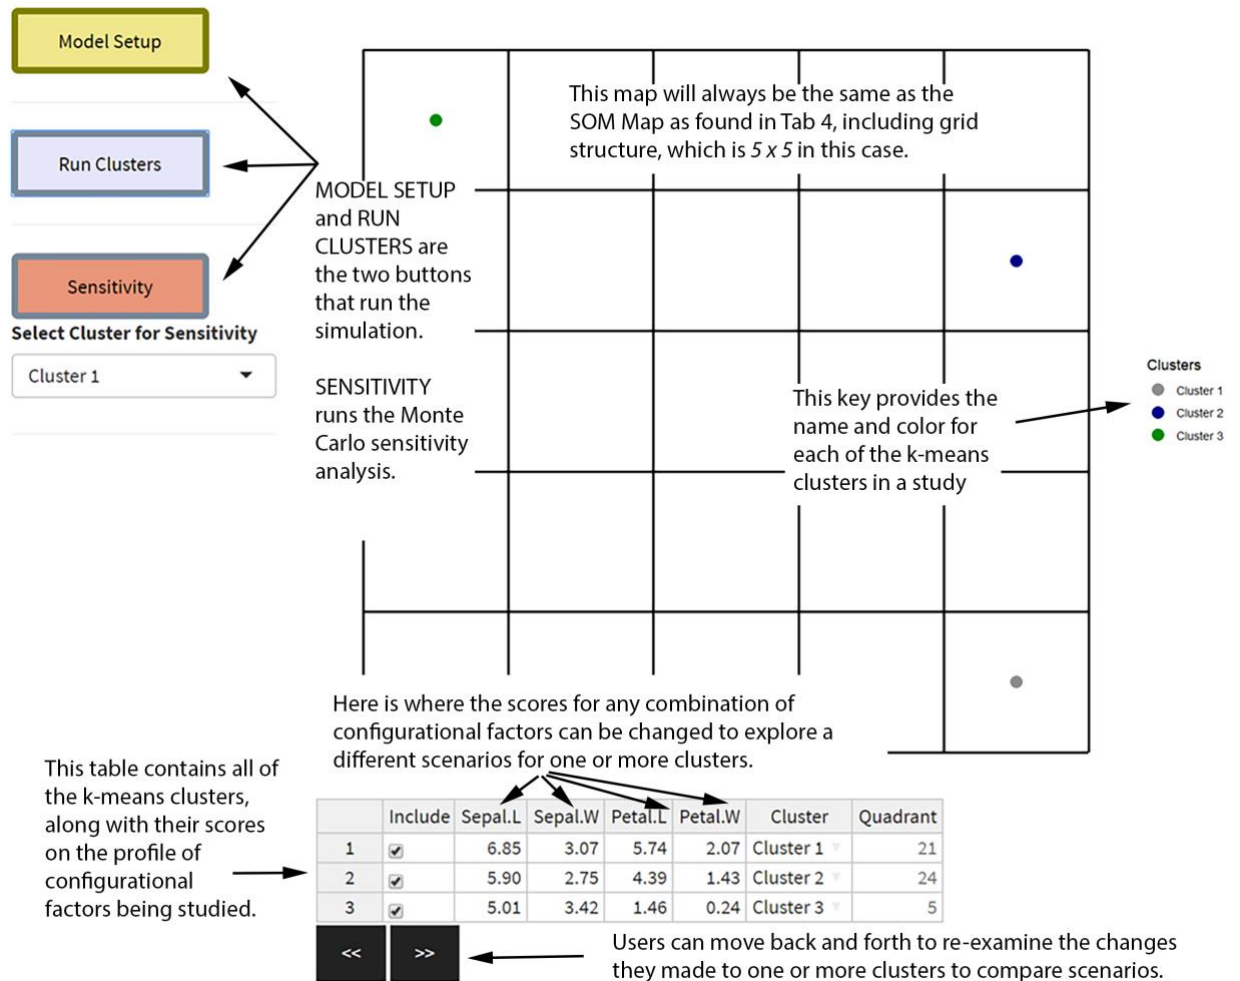 Model Setup
Run Clusters
Sensitivity
Select Cluster for Sensitivity
Cluster 1
MODEL SETUP
and RUN
CLUSTERS are
the two buttons
that run the
simulation.
SENSITIVITY
runs the Monte
Carlo sensitivity
analysis.
This map will always be the same as the
SOM Map as found in Tab 4, including grid
structure, which is 5 x 5 in this case.
This key provides the
name and color for
each of the k-means
clusters in a study
Clusters
Cluster 1
Cluster 2
Cluster 3
Here is where the scores for any combination of
configurational factors can be changed to explore a
different scenarios for one or more clusters.
This table contains all of
the k-means clusters,
along with their scores
on the profile of
configurational
factors being studied.
Include Sepal.L Sepal.W Petal.L Petal.W Cluster Quadrant
1 6.85 3.07 5.74 2.07 Cluster 1 21
2 5.90 2.75 4.39 1.43 Cluster 2 24
3 5.01 3.42 1.46 0.24 Cluster 3 5
<< >>
Users can move back and forth to re-examine the changes
they made to one or more clusters to compare scenarios.